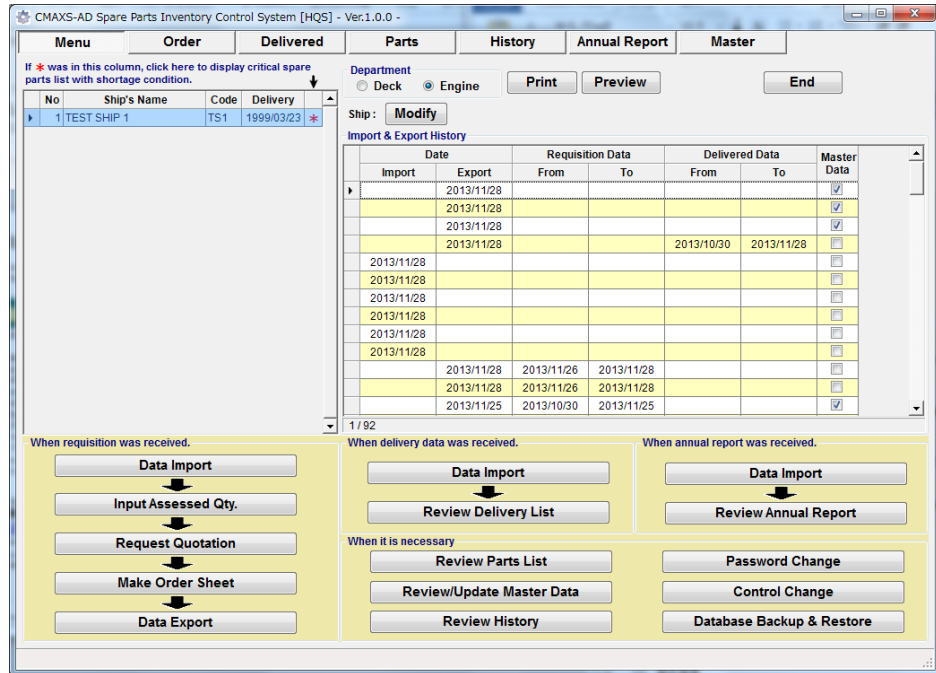 CMAXS-AD Spare Parts Inventory Control System [HQS] - Ver.1.0.0 -
Menu Order Delivered Parts History Annual Report Master
If * was in this column, click here to display critical spare
parts list with shortage condition.
No Ship's Name Code Delivery
1 TEST SHIP 1 TS1 1999/03/23 *
Department
Deck Engine Print Preview End
Ship : Modify
Import & Export History
Date Requisition Data Delivered Data Master Data
Import Export From To From To
2013/11/28
2013/11/28
2013/11/28
2013/11/28 2013/10/30 2013/11/28
2013/11/28
2013/11/28
2013/11/28
2013/11/28
2013/11/28
2013/11/28
2013/11/28 2013/11/26 2013/11/28
2013/11/28 2013/11/26 2013/11/28
2013/11/25 2013/10/30 2013/11/25
1 / 92
When requisition was received.
Data Import
Input Assessed Qty.
Request Quotation
Make Order Sheet
Data Export
When delivery data was received.
Data Import
Review Delivery List
When annual report was received.
Data Import
Review Annual Report
When it is necessary
Review Parts List Password Change
Review/Update Master Data Control Change
Review History Database Backup & Restore